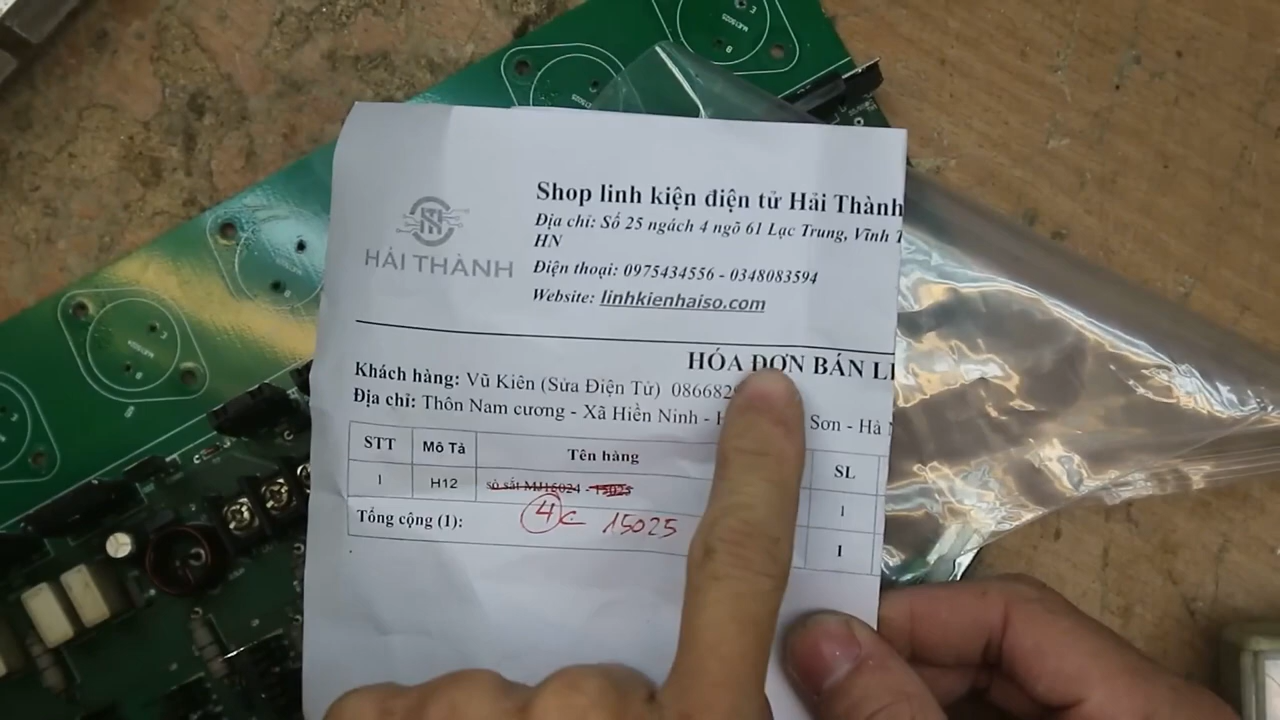 HẢI THÀNH
Shop linh kiện điện tử Hải Thành
Địa chỉ: Số 25 ngách 4 ngõ 61 Lạc Trung, Vĩnh
HN
Điện thoại: 0975434556 - 0348083594
Website: linhkienhaiso.com
HÓA ĐƠN BÁN
Khách hàng: Vũ Kiên (Sửa Điện Tử) 086682
Địa chỉ: Thôn Nam cương - Xã Hiền Ninh - Sơn - Hà
STT Mô Tả Tên hàng SL
1 H12 sò sắt MJ15024 - 15025 1
Tổng cộng (1): 4c 15025 1